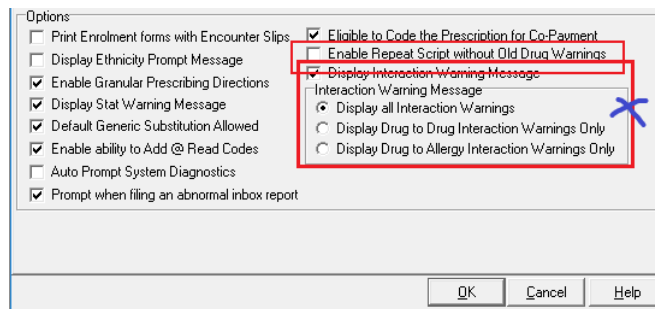 Options
Print Enrolment forms with Encounter Slips
Display Ethnicity Prompt Message
Enable Granular Prescribing Directions
Display Stat Warning Message
Default Generic Substitution Allowed
Enable ability to Add @ Read Codes
Auto Prompt System Diagnostics
Prompt when filing an abnormal inbox report
Eligible to Code the Prescription for Co-Payment
Enable Repeat Script without Old Drug Warnings
Display Interaction Warning Message
Interaction Warning Message
Display all Interaction Warnings
Display Drug to Drug Interaction Warnings Only
Display Drug to Allergy Interaction Warnings Only
OK
Cancel
Help